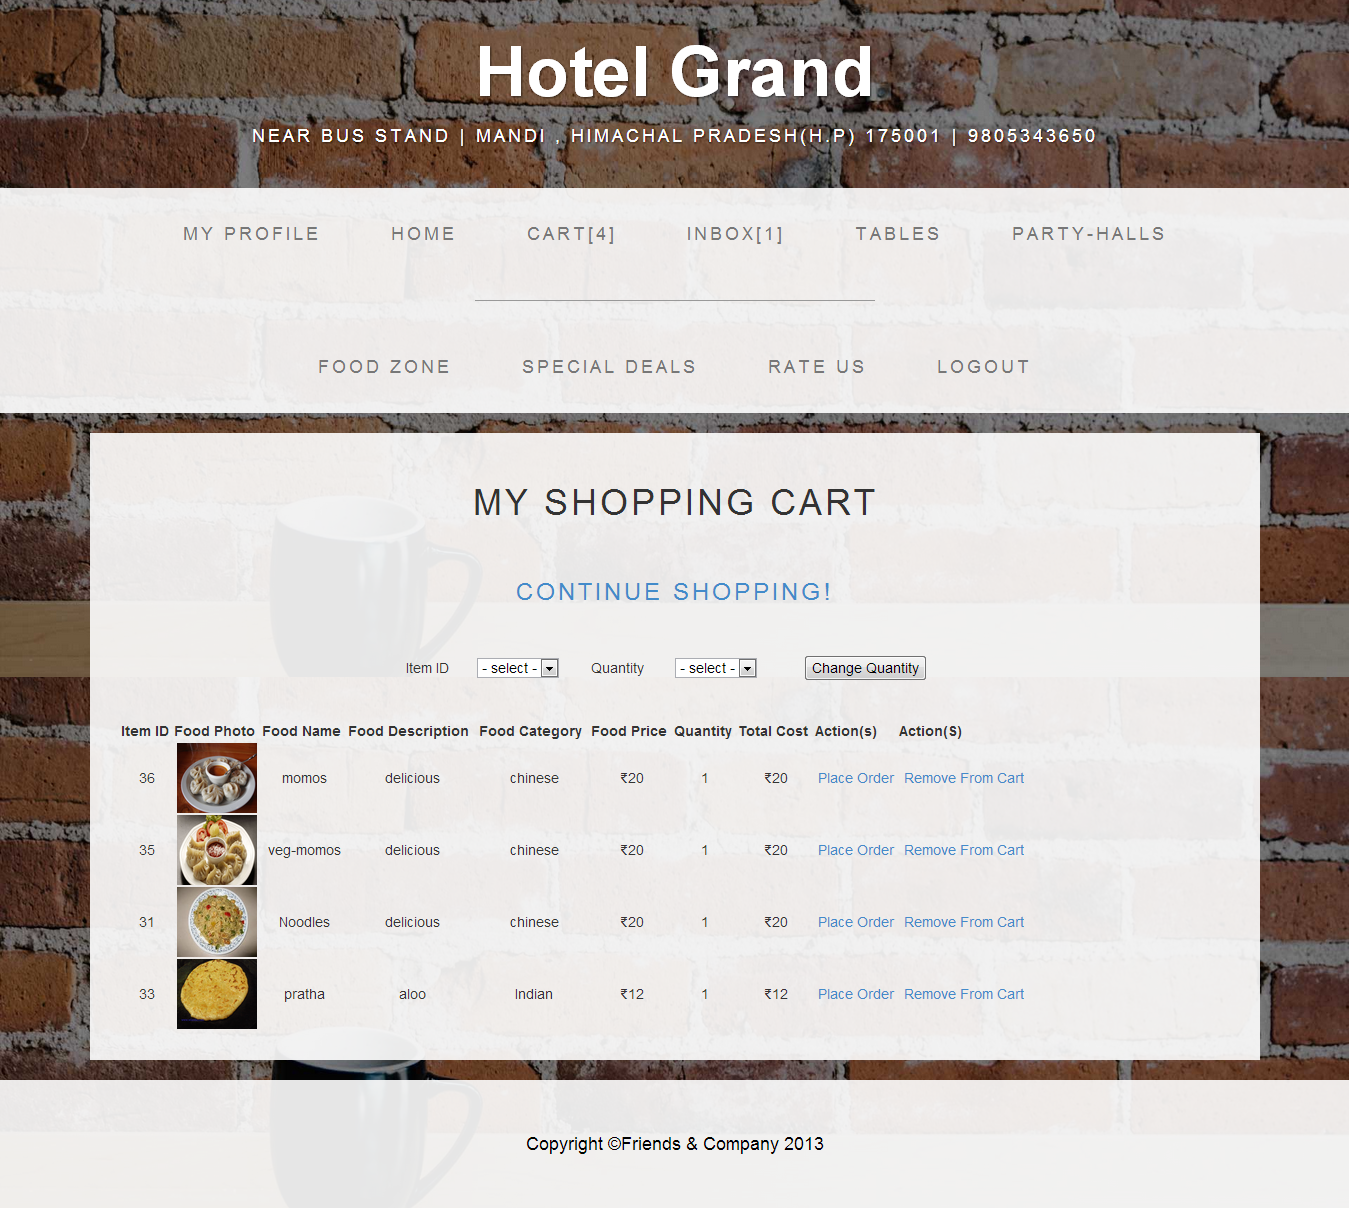 Hotel Grand
NEAR BUS STAND | MANDI , HIMACHAL PRADESH(H.P) 175001 | 9805343650
MY PROFILE HOME CART[4] INBOX[1] TABLES PARTY-HALLS
FOOD ZONE SPECIAL DEALS RATE US LOGOUT
MY SHOPPING CART
CONTINUE SHOPPING!
Item ID - select - Quantity - select - Change Quantity
Item ID Food Photo Food Name Food Description Food Category Food Price Quantity Total Cost Action(s) Action(S)
36 momos delicious chinese ₹20 1 ₹20 Place Order Remove From Cart
35 veg-momos delicious chinese ₹20 1 ₹20 Place Order Remove From Cart
31 Noodles delicious chinese ₹20 1 ₹20 Place Order Remove From Cart
33 pratha aloo Indian ₹12 1 ₹12 Place Order Remove From Cart
Copyright ©Friends & Company 2013